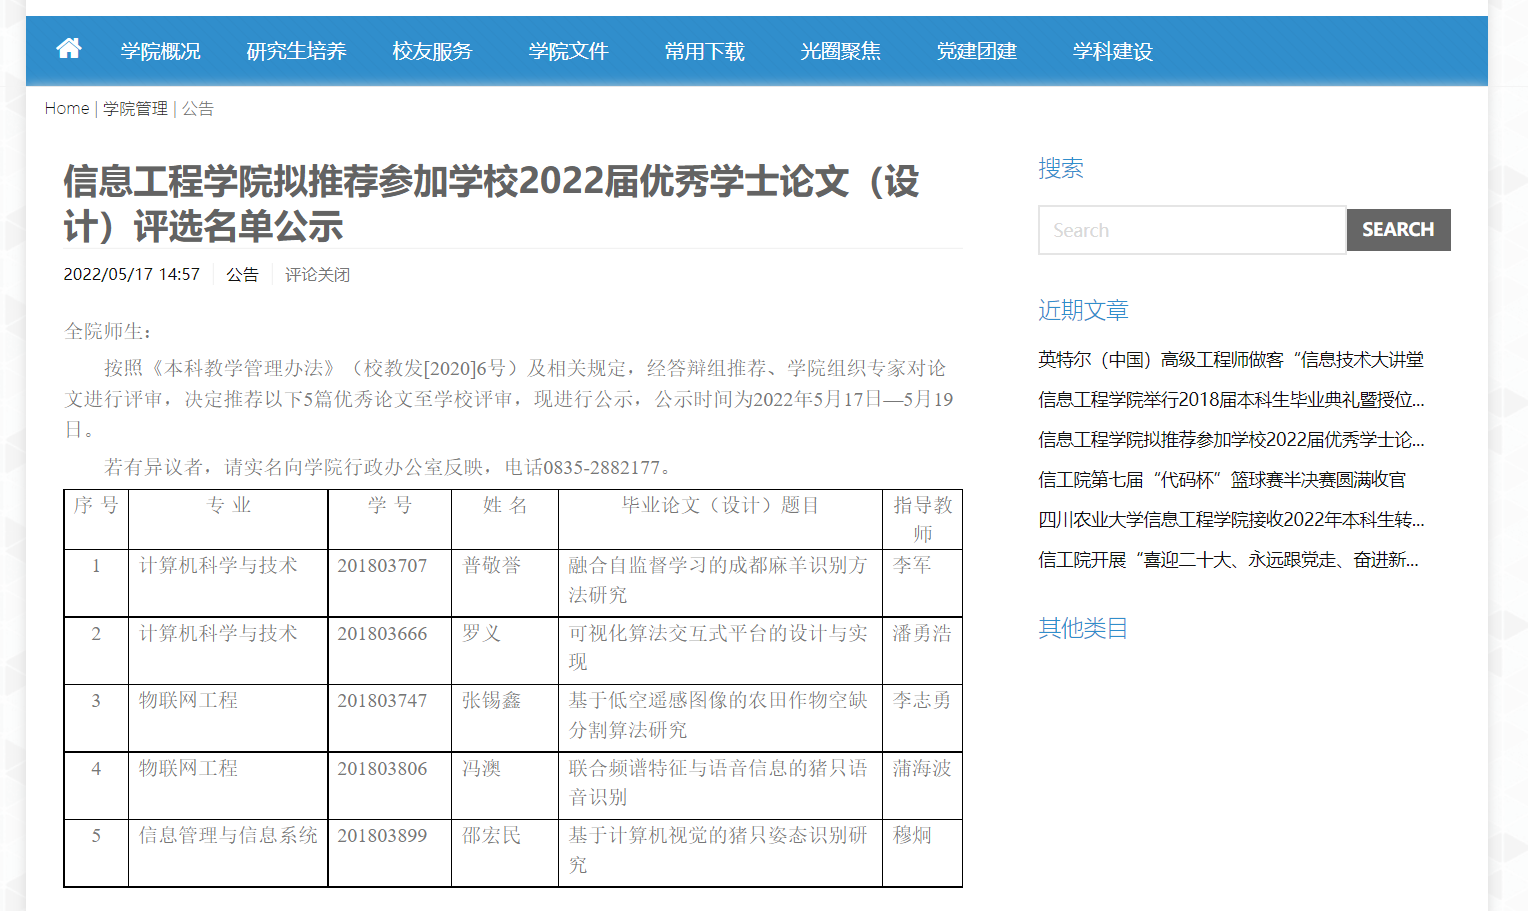 学院概况 研究生培养 校友服务 学院文件 常用下载 光圈聚焦 党建团建 学科建设
Home | 学院管理 | 公告
信息工程学院拟推荐参加学校2022届优秀学士论文（设
计）评选名单公示
2022/05/17 14:57 公告 评论关闭
全院师生：
按照《本科教学管理办法》（校教发[2020]6号）及相关规定，经答辩组推荐、学院组织专家对论
文进行评审，决定推荐以下5篇优秀论文至学校评审，现进行公示，公示时间为2022年5月17日—5月19
日。
若有异议者，请实名向学院行政办公室反映，电话0835-2882177。
序 号 专 业 学 号 姓 名 毕业论文（设计）题目 指导教
师
1 计算机科学与技术 201803707 普敬誉 融合自监督学习的成都麻羊识别方 李军
法研究
2 计算机科学与技术 201803666 罗义 可视化算法交互式平台的设计与实 潘勇浩
现
3 物联网工程 201803747 张锡鑫 基于低空遥感图像的农田作物空缺 李志勇
分割算法研究
4 物联网工程 201803806 冯澳 联合频谱特征与语音信息的猪只语 蒲海波
音识别
5 信息管理与信息系统 201803899 邵宏民 基于计算机视觉的猪只姿态识别研 穆炯
究
搜索
Search SEARCH
近期文章
英特尔（中国）高级工程师做客“信息技术大讲堂
信息工程学院举行2018届本科生毕业典礼暨授位...
信息工程学院拟推荐参加学校2022届优秀学士论...
信工院第七届“代码杯”篮球赛半决赛圆满收官
四川农业大学信息工程学院接收2022年本科生转...
信工院开展“喜迎二十大、永远跟党走、奋进新...
其他类目